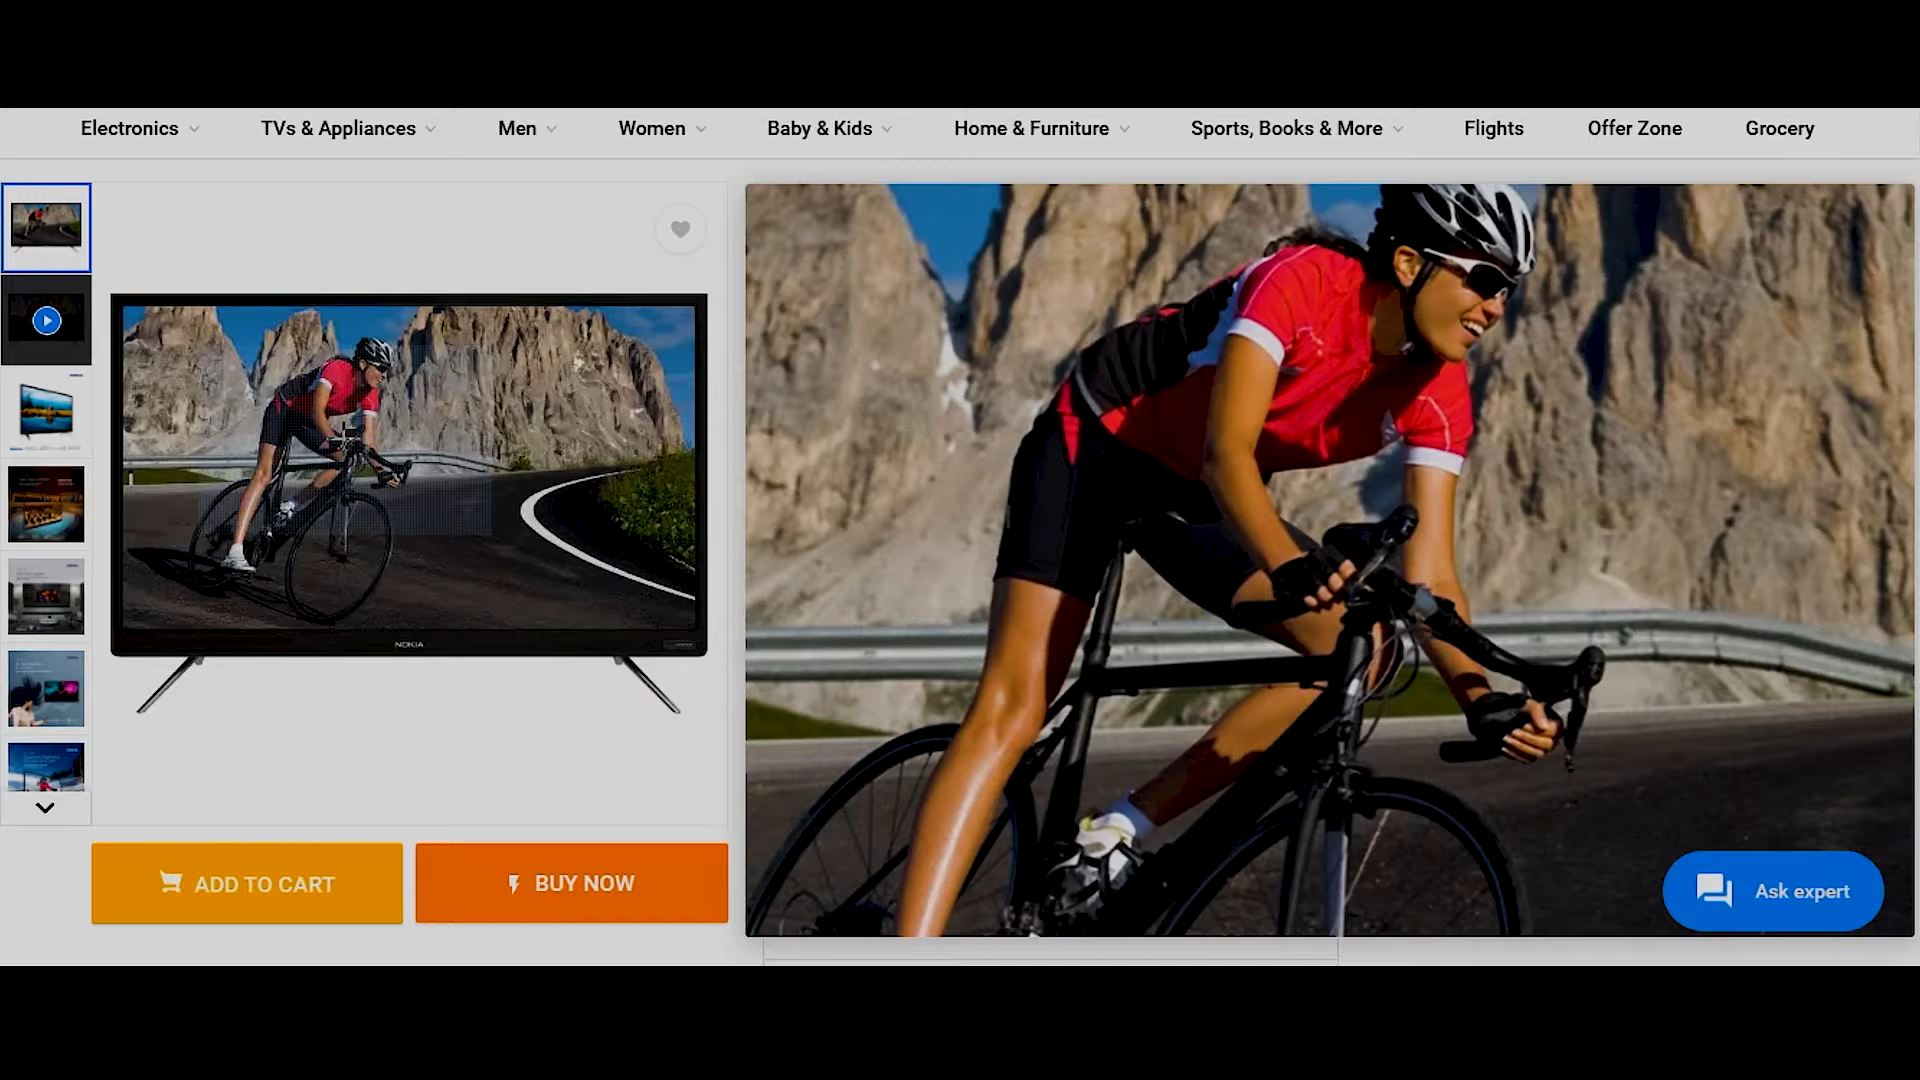 Electronics
TVs & Appliances
Men
Women
Baby & Kids
Home & Furniture
Sports, Books & More
Flights
Offer Zone
Grocery
NOKIA
ADD TO CART
BUY NOW
Ask expert